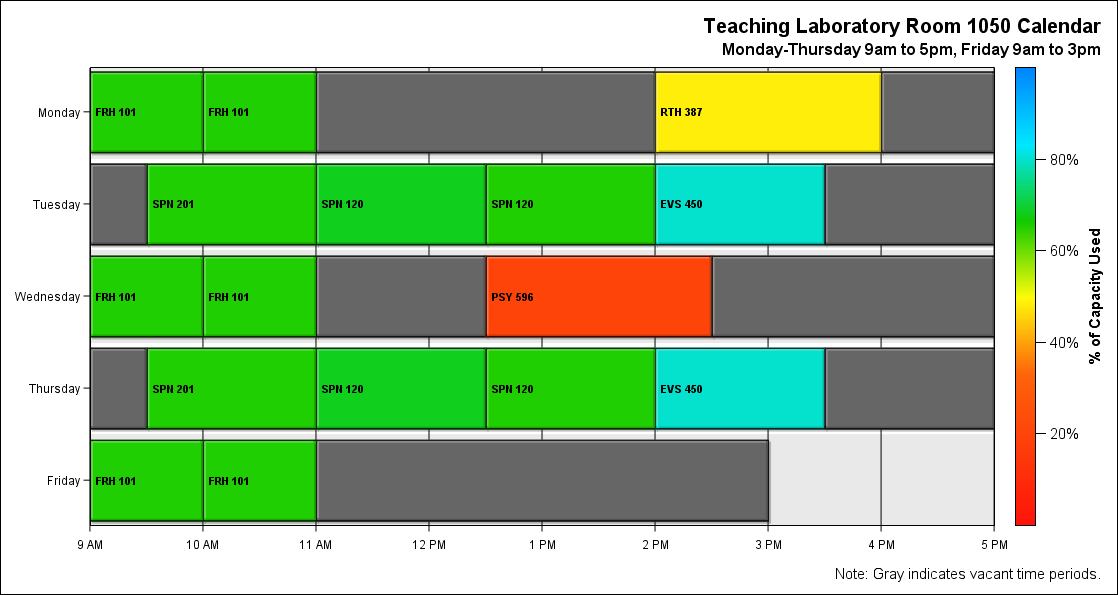 Teaching Laboratory Room 1050 Calendar
Monday-Thursday 9am to 5pm, Friday 9am to 3pm
Monday
FRH 101
FRH 101
RTH 387
Tuesday
SPN 201
SPN 120
SPN 120
EVS 450
Wednesday
FRH 101
FRH 101
PSY 596
Thursday
SPN 201
SPN 120
SPN 120
EVS 450
Friday
FRH 101
FRH 101
9 AM
10 AM
11 AM
12 PM
1 PM
2 PM
3 PM
4 PM
5 PM
80%
60%
40%
20%
% of Capacity Used
Note: Gray indicates vacant time periods.